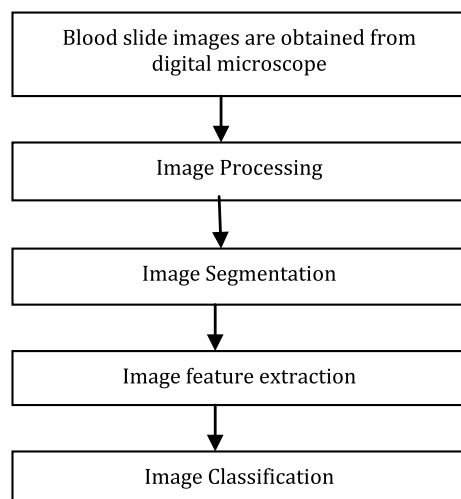 Blood slide images are obtained from
digital microscope
Image Processing
Image Segmentation
Image feature extraction
Image Classification